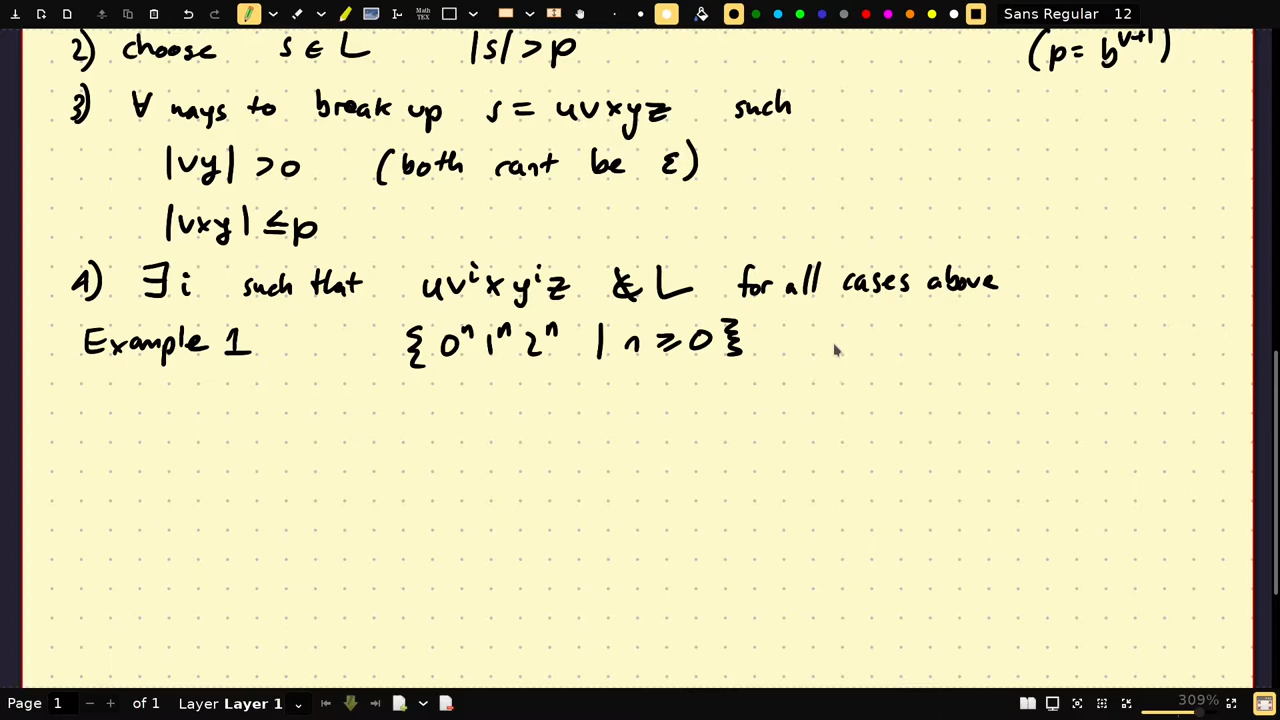 Sans Regular 12
2) choose s ∈ L |s| > p (p = b^{v+1})
3) ∀ ways to break up s = uvxyz such
|vy| > 0 (both cant be ε)
|vxy| ≤ p
4) ∃ i such that uv^i x y^i z ∉ L for all cases above
Example 1 { 0^n 1^n 2^n | n ≥ 0 }
Page 1 of 1 Layer Layer 1 309%